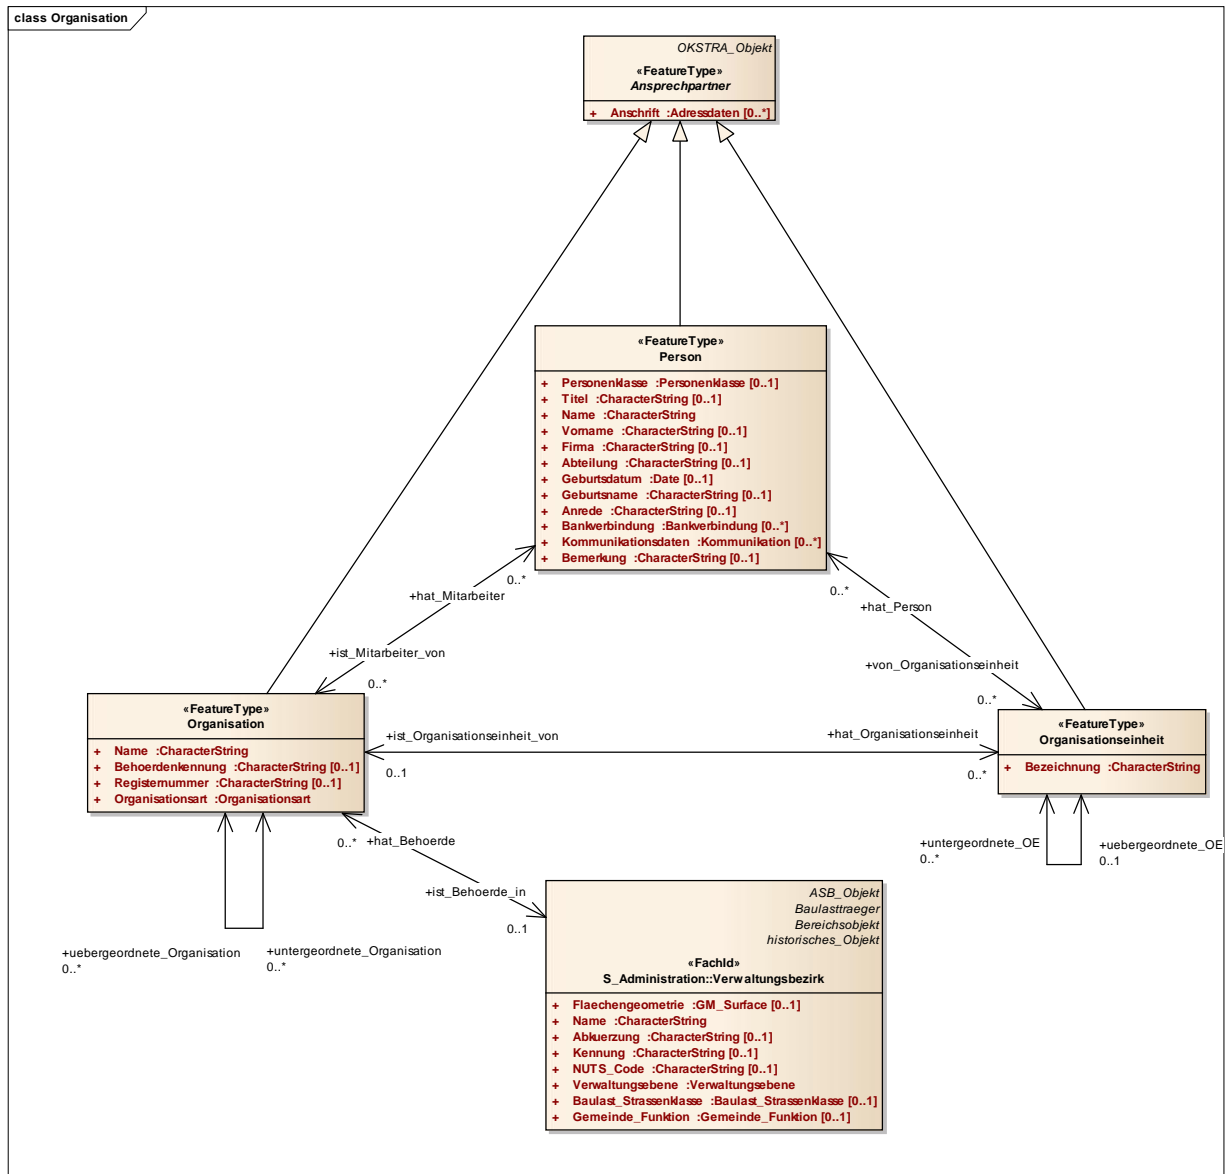 class Organisation
OKSTRA_Objekt
«FeatureType»
Ansprechpartner
+ Anschrift :Adressdaten [0..*]
«FeatureType»
Person
+ Personenklasse :Personenklasse [0..1]
+ Titel :CharacterString [0..1]
+ Name :CharacterString
+ Vorname :CharacterString [0..1]
+ Firma :CharacterString [0..1]
+ Abteilung :CharacterString [0..1]
+ Geburtsdatum :Date [0..1]
+ Geburtsname :CharacterString [0..1]
+ Anrede :CharacterString [0..1]
+ Bankverbindung :Bankverbindung [0..*]
+ Kommunikationsdaten :Kommunikation [0..*]
+ Bemerkung :CharacterString [0..1]
0..*
+hat_Mitarbeiter
+ist_Mitarbeiter_von
0..*
0..*
+hat_Person
+von_Organisationseinheit
0..*
«FeatureType»
Organisation
+ Name :CharacterString
+ Behoerdenkennung :CharacterString [0..1]
+ Registernummer :CharacterString [0..1]
+ Organisationsart :Organisationsart
+ist_Organisationseinheit_von
0..1
+hat_Organisationseinheit
0..*
«FeatureType»
Organisationseinheit
+ Bezeichnung :CharacterString
+untergeordnete_OE
0..*
+uebergeordnete_OE
0..1
0..*
+hat_Behoerde
+ist_Behoerde_in
0..1
+uebergeordnete_Organisation
0..*
+untergeordnete_Organisation
0..*
ASB_Objekt
Baulasttraeger
Bereichsobjekt
historisches_Objekt
«FachId»
S_Administration::Verwaltungsbezirk
+ Flaechengeometrie :GM_Surface [0..1]
+ Name :CharacterString
+ Abkuerzung :CharacterString [0..1]
+ Kennung :CharacterString [0..1]
+ NUTS_Code :CharacterString [0..1]
+ Verwaltungsebene :Verwaltungsebene
+ Baulast_Strassenklasse :Baulast_Strassenklasse [0..1]
+ Gemeinde_Funktion :Gemeinde_Funktion [0..1]